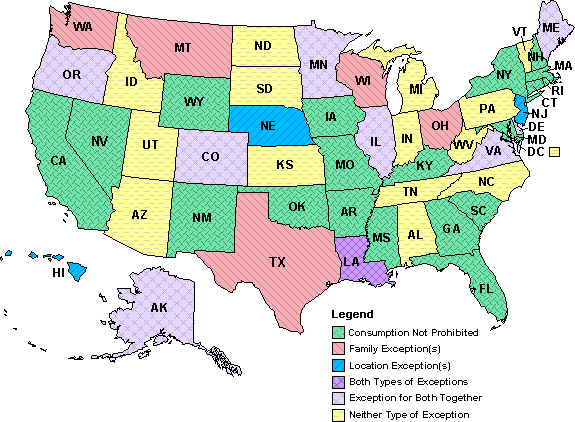 WA
MT
ND
MN
ME
VT
NH
OR
ID
SD
WI
MI
NY
MA
RI
CT
WY
NE
IA
IL
IN
OH
PA
NJ
DE
MD
DC
NV
UT
CO
KS
MO
KY
WV
VA
CA
AZ
NM
OK
AR
TN
NC
SC
TX
LA
MS
AL
GA
FL
HI
AK
Legend
Consumption Not Prohibited
Family Exception(s)
Location Exception(s)
Both Types of Exceptions
Exception for Both Together
Neither Type of Exception